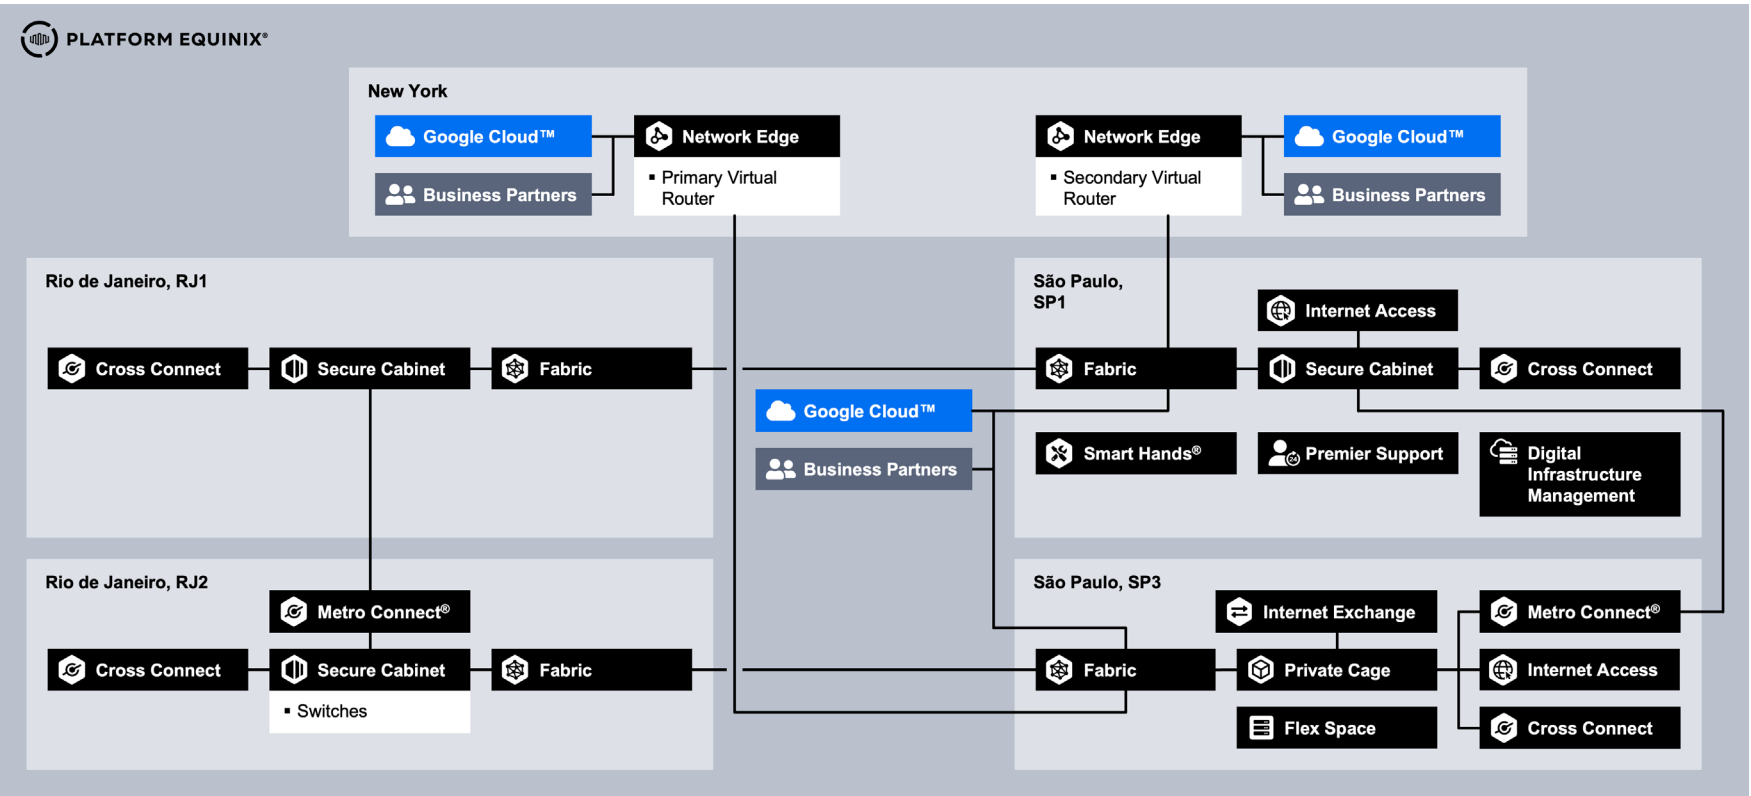 PLATFORM EQUINIX®
New York
Google Cloud™
Business Partners
Network Edge
▪ Primary Virtual
Router
Network Edge
▪ Secondary Virtual
Router
Google Cloud™
Business Partners
Rio de Janeiro, RJ1
Cross Connect
Secure Cabinet
Fabric
Google Cloud™
Business Partners
São Paulo,
SP1
Internet Access
Fabric
Secure Cabinet
Cross Connect
Smart Hands®
24
Premier Support
Digital
Infrastructure
Management
Rio de Janeiro, RJ2
Metro Connect®
Cross Connect
Secure Cabinet
Fabric
▪ Switches
São Paulo, SP3
Internet Exchange
Metro Connect®
Fabric
Private Cage
Internet Access
Flex Space
Cross Connect